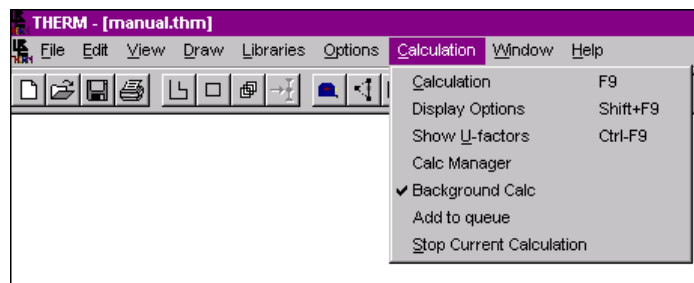 THERM - [manual.thm]
File Edit View Draw Libraries Options Calculation Window Help
Calculation F9
Display Options Shift+F9
Show U-factors Ctrl-F9
Calc Manager
Background Calc
Add to queue
Stop Current Calculation